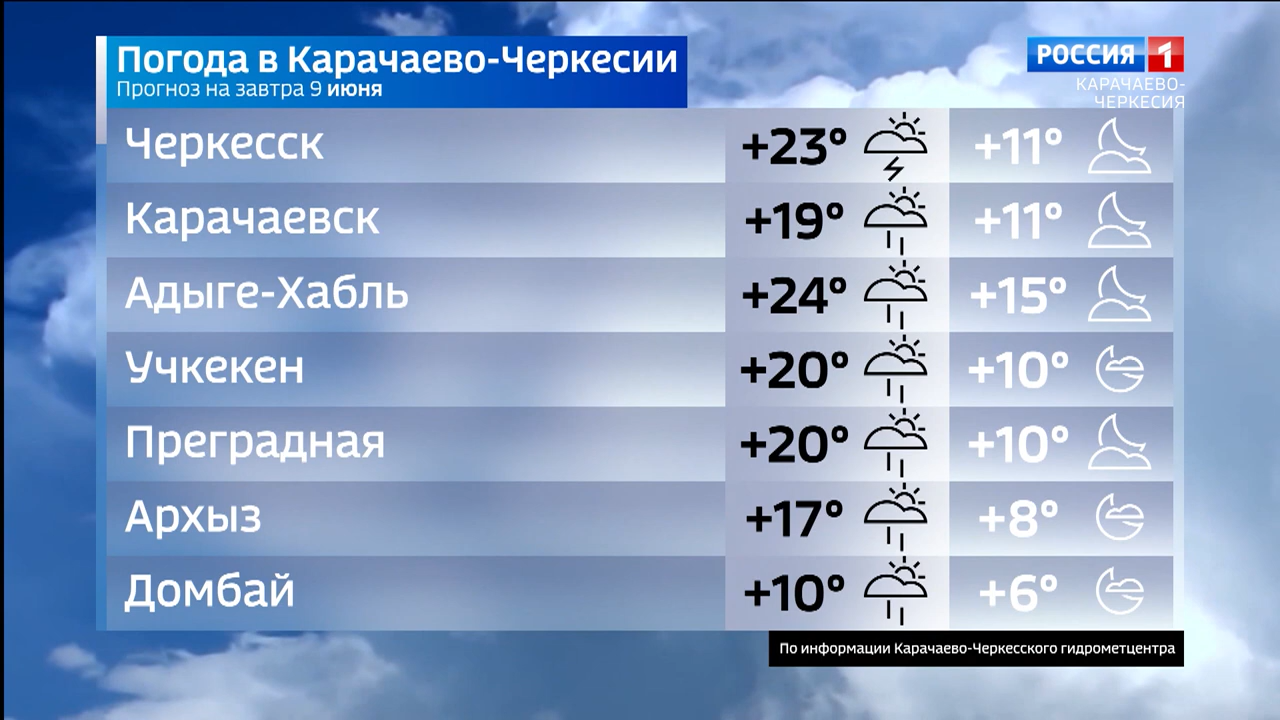 Погода в Карачаево-Черкесии
Прогноз на завтра 9 июня
РОССИЯ 1
КАРАЧАЕВО-
ЧЕРКЕСИЯ
Черкесск +23° +11°
Карачаевск +19° +11°
Адыге-Хабль +24° +15°
Учкекен +20° +10°
Преградная +20° +10°
Архыз +17° +8°
Домбай +10° +6°
По информации Карачаево-Черкесского гидрометцентра